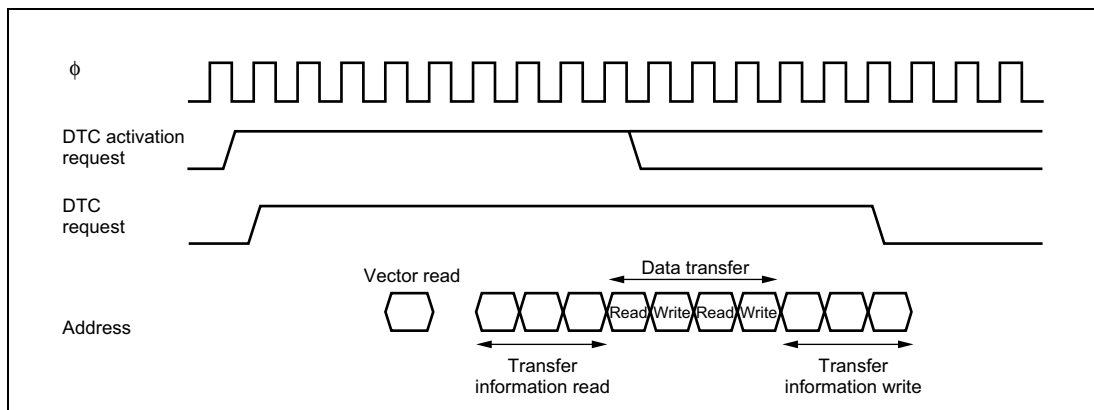 φ
DTC activation
request
DTC
request
Vector read
Data transfer
Address
Read Write Read Write
Transfer
information read
Transfer
information write